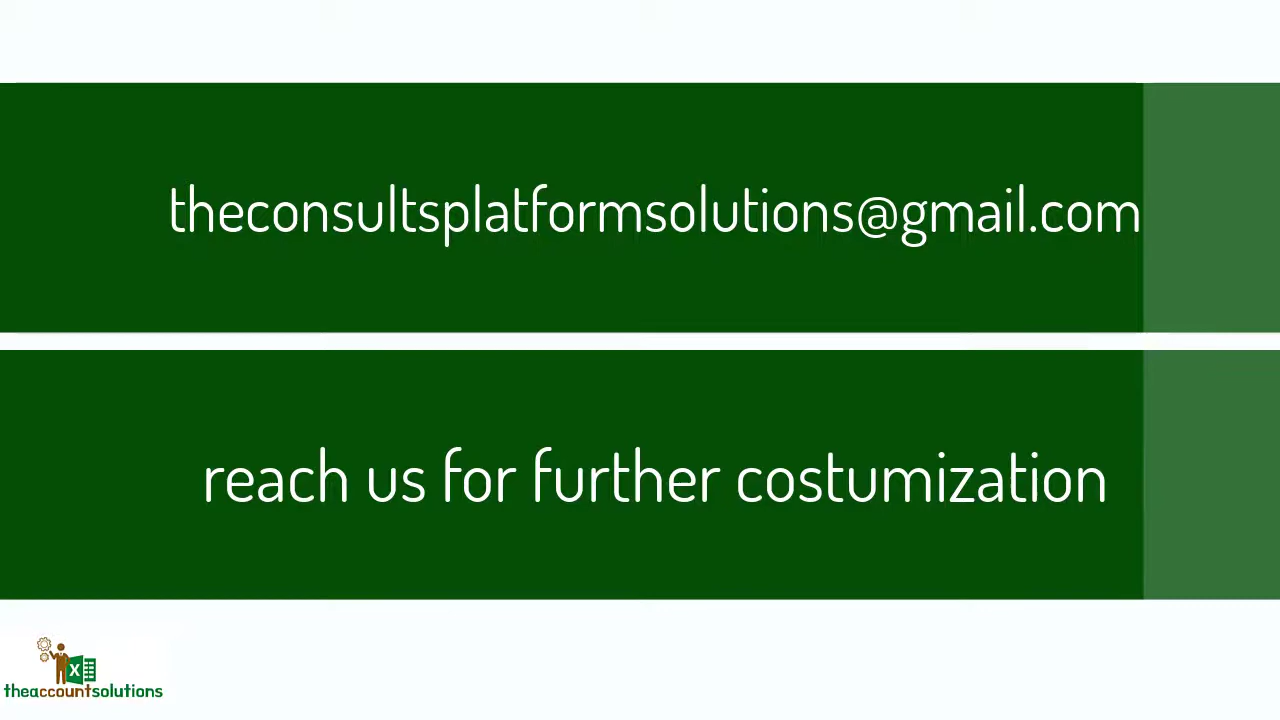 theconsultsplatformsolutions@gmail.com
reach us for further costumization
X
theaccountsolutions